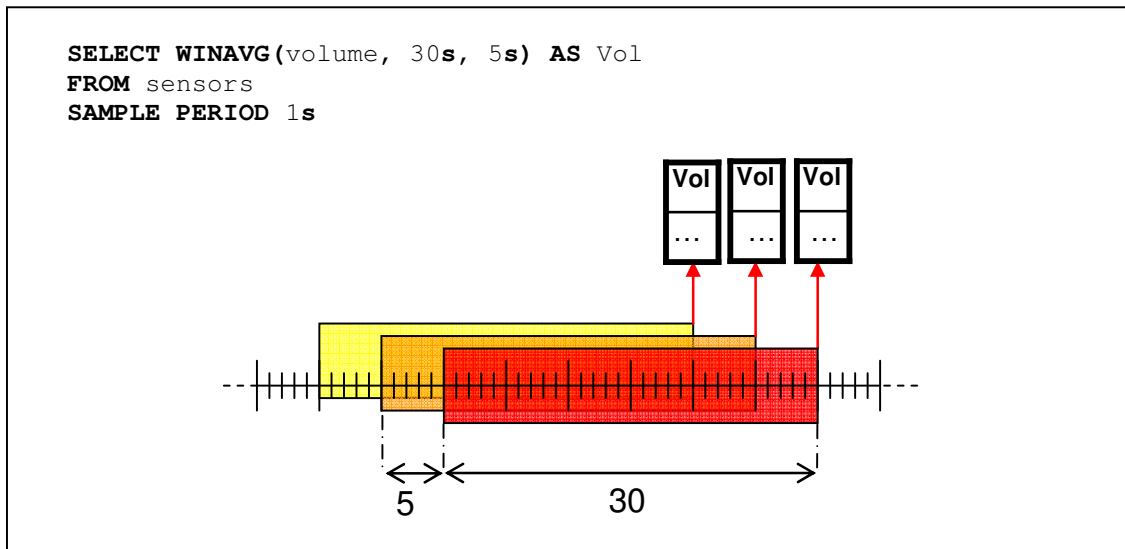 SELECT WINAVG(volume, 30s, 5s) AS Vol
FROM sensors
SAMPLE PERIOD 1s
Vol Vol Vol
... ... ...
5 30